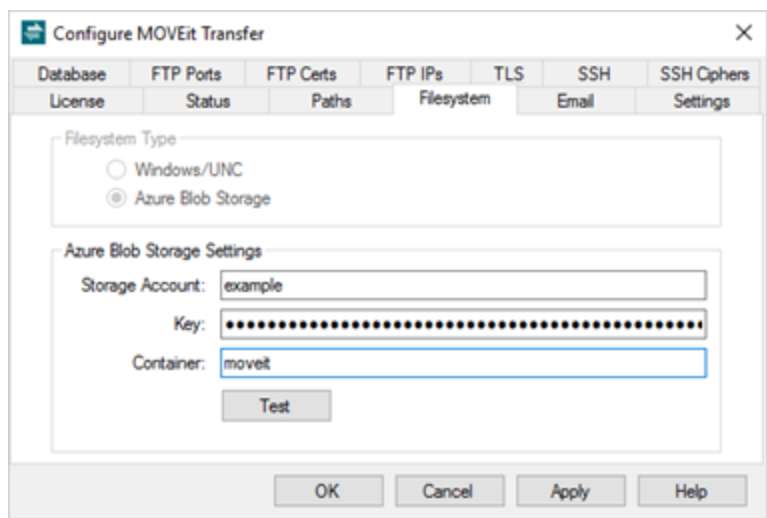 Configure MOVEit Transfer
Database FTP Ports FTP Certs FTP IPs TLS SSH SSH Ciphers
License Status Paths Filesystem Email Settings
Filesystem Type
Windows/UNC
Azure Blob Storage
Azure Blob Storage Settings
Storage Account: example
Key: ●●●●●●●●●●●●●●●●●●●●●●●●●●●●●●●●●●●●●●●●●●●●●●●
Container: moveit
Test
OK Cancel Apply Help